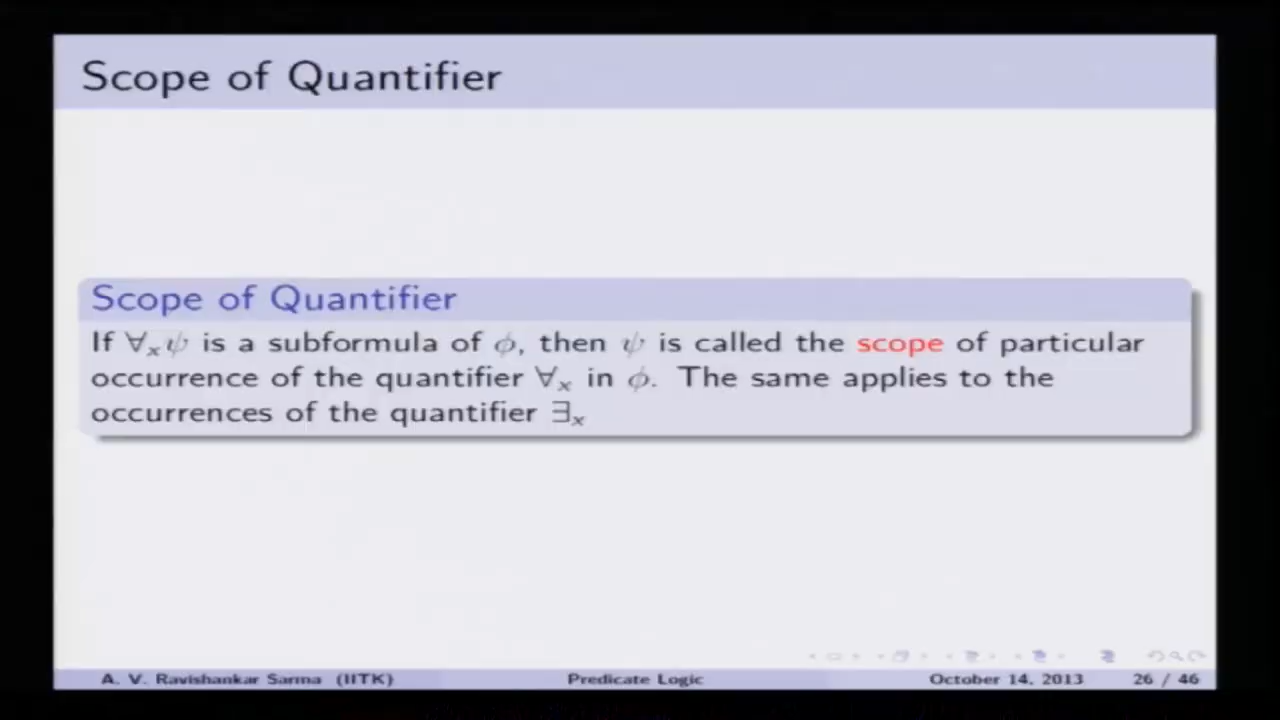 Scope of Quantifier
Scope of Quantifier
If ∀ₓψ is a subformula of ϕ, then ψ is called the scope of particular
occurrence of the quantifier ∀ₓ in ϕ. The same applies to the
occurrences of the quantifier ∃ₓ
A. V. Ravishankar Sarma (IITK) Predicate Logic October 14, 2013 26 / 46